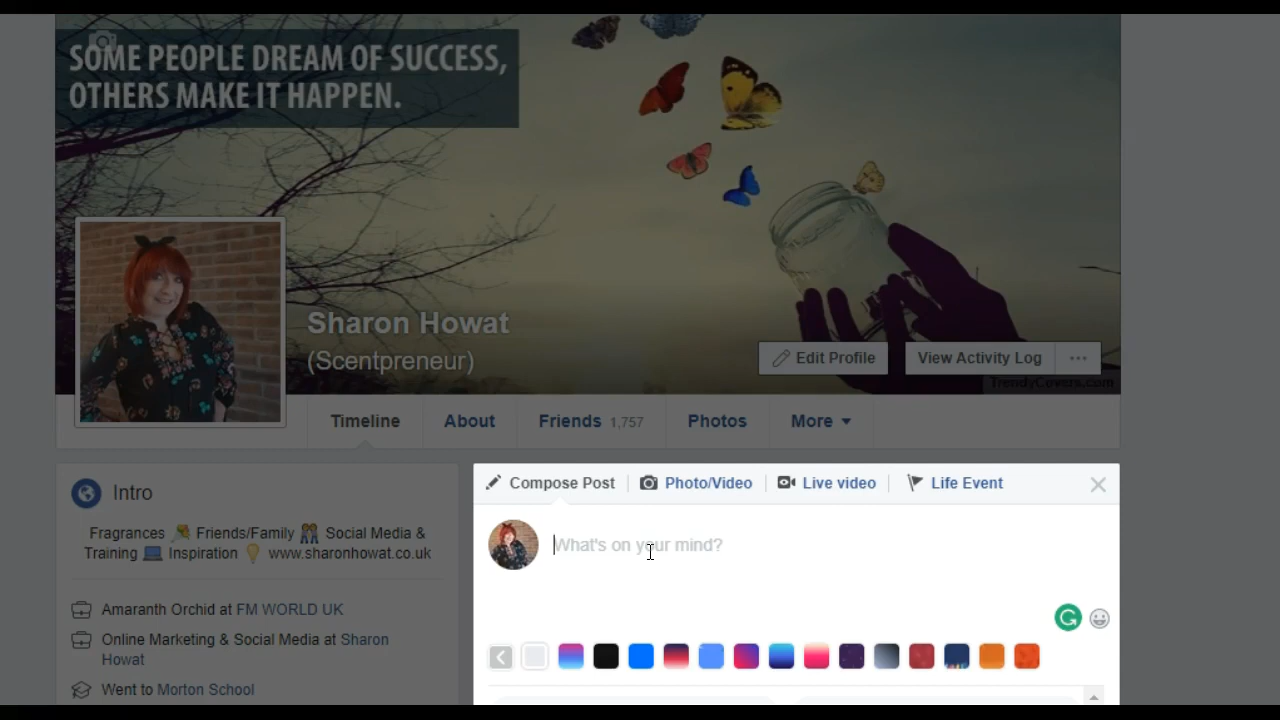 SOME PEOPLE DREAM OF SUCCESS,
OTHERS MAKE IT HAPPEN.
Sharon Howat
(Scentpreneur)
Edit Profile
View Activity Log
TrendyCovers.com
Timeline
About
Friends 1,757
Photos
More
Intro
Fragrances Friends/Family Social Media &
Training Inspiration www.sharonhowat.co.uk
Amaranth Orchid at FM WORLD UK
Online Marketing & Social Media at Sharon
Howat
Went to Morton School
Compose Post
Photo/Video
Live video
Life Event
What's on your mind?